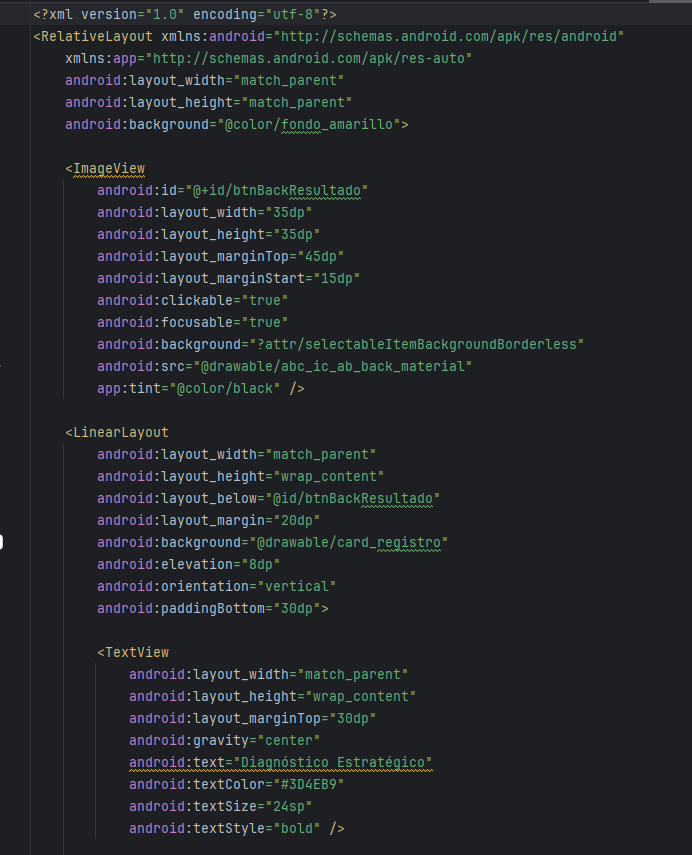 <?xml version="1.0" encoding="utf-8"?>
<RelativeLayout xmlns:android="http://schemas.android.com/apk/res/android"
    xmlns:app="http://schemas.android.com/apk/res-auto"
    android:layout_width="match_parent"
    android:layout_height="match_parent"
    android:background="@color/fondo_amarillo">

    <ImageView
        android:id="@+id/btnBackResultado"
        android:layout_width="35dp"
        android:layout_height="35dp"
        android:layout_marginTop="45dp"
        android:layout_marginStart="15dp"
        android:clickable="true"
        android:focusable="true"
        android:background="?attr/selectableItemBackgroundBorderless"
        android:src="@drawable/abc_ic_ab_back_material"
        app:tint="@color/black" />

    <LinearLayout
        android:layout_width="match_parent"
        android:layout_height="wrap_content"
        android:layout_below="@id/btnBackResultado"
        android:layout_margin="20dp"
        android:background="@drawable/card_registro"
        android:elevation="8dp"
        android:orientation="vertical"
        android:paddingBottom="30dp">

        <TextView
            android:layout_width="match_parent"
            android:layout_height="wrap_content"
            android:layout_marginTop="30dp"
            android:gravity="center"
            android:text="Diagnóstico Estratégico"
            android:textColor="#3D4EB9"
            android:textSize="24sp"
            android:textStyle="bold" />